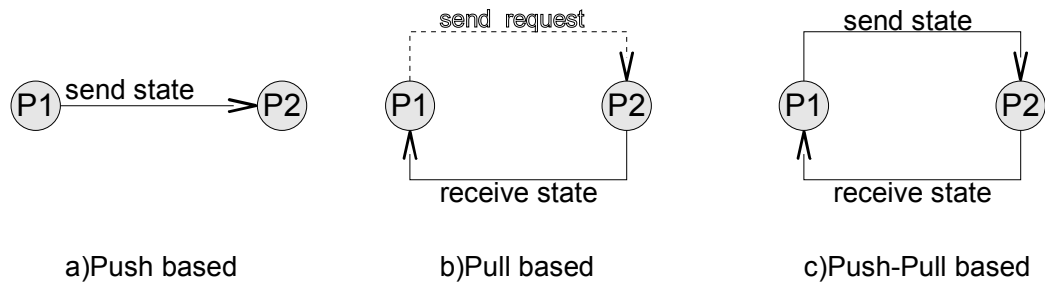 send request
send state
send state
P1
P2
P1
P2
P1
P2
receive state
receive state
a)Push based
b)Pull based
c)Push-Pull based